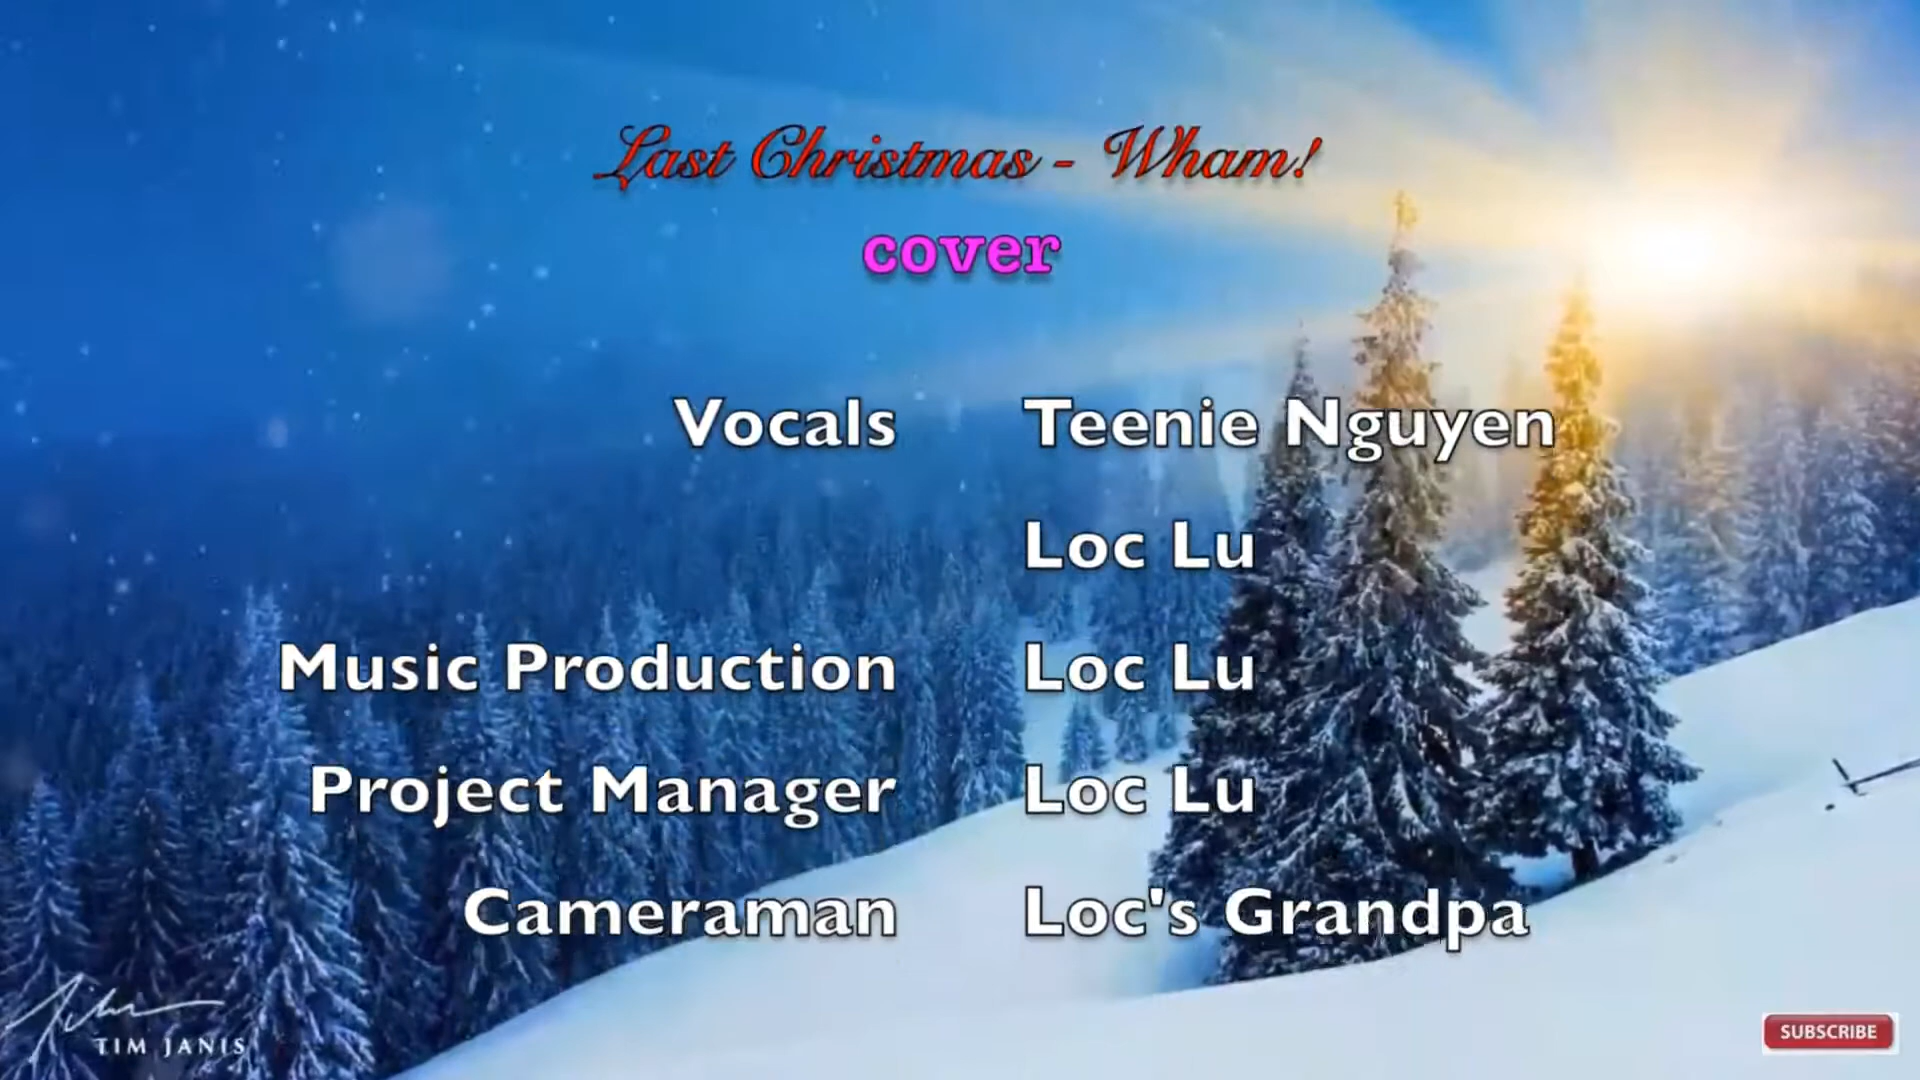 Last Christmas - Wham!
cover
Vocals Teenie Nguyen
Loc Lu
Music Production Loc Lu
Project Manager Loc Lu
Cameraman Loc's Grandpa
TIM JANIS
SUBSCRIBE